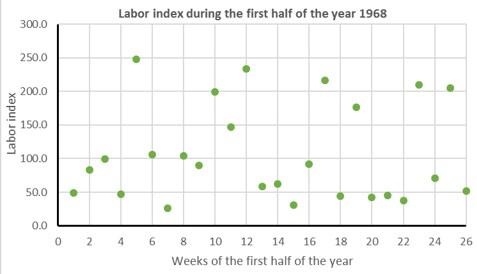 Labor index during the first half of the year 1968
300.0
250.0
200.0
150.0
100.0
50.0
0.0
Labor index
0 2 4 6 8 10 12 14 16 18 20 22 24 26
Weeks of the first half of the year